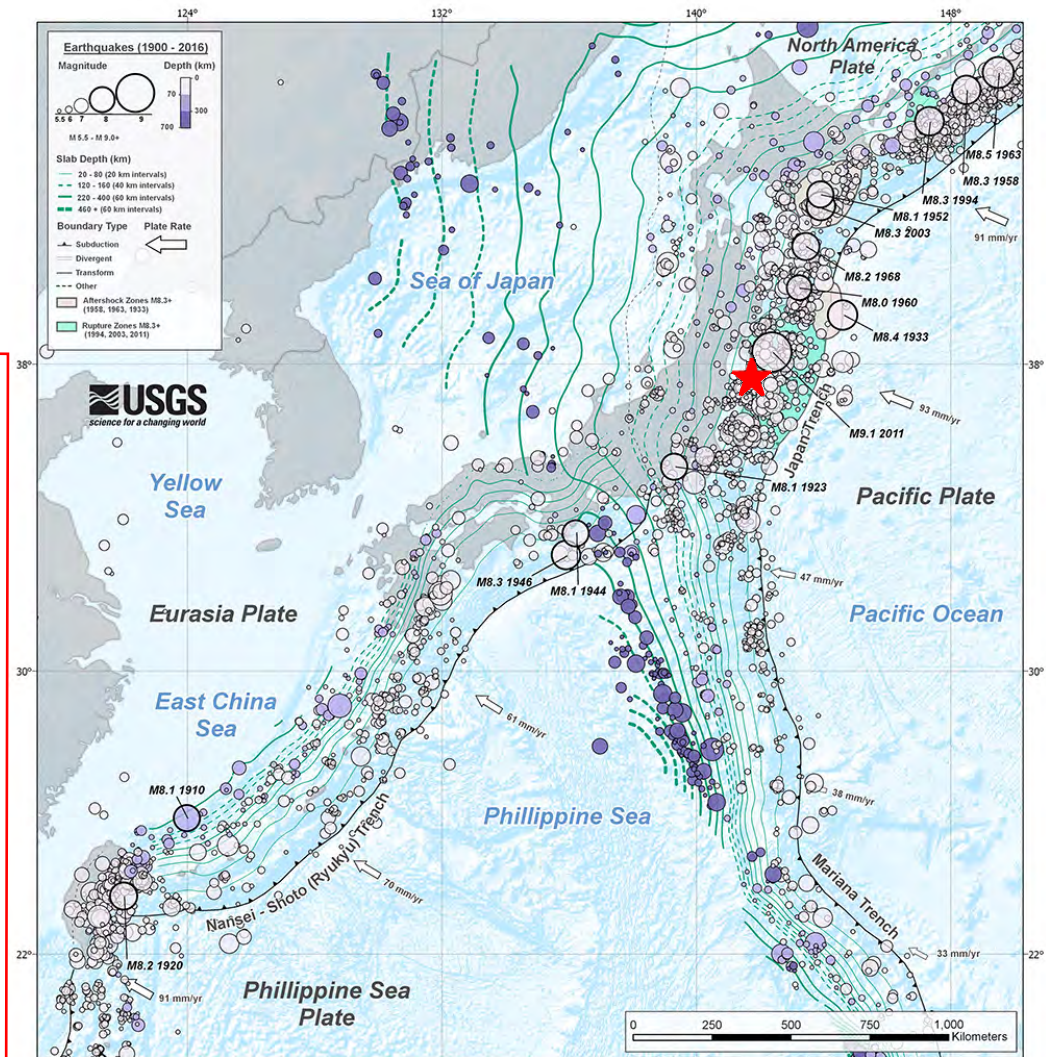 124°
132°
140°
148°
Earthquakes (1900 - 2016)
Magnitude
Depth (km)
0
70
300
700
5.5 6 7 8 9
M 5.5 - M 9.0+
Slab Depth (km)
20 - 80 (20 km intervals)
120 - 160 (40 km intervals)
220 - 400 (60 km intervals)
460 + (60 km intervals)
Boundary Type
Plate Rate
Subduction
Divergent
Transform
Other
Aftershock Zones M8.3+
(1958, 1963, 1933)
Rupture Zones M8.3+
(1994, 2003, 2011)
North America
Plate
M8.5 1963
M8.3 1958
M8.3 1994
M8.1 1952
M8.3 2003
91 mm/yr
M8.2 1968
M8.0 1960
M8.4 1933
Sea of Japan
38°
38°
USGS
science for a changing world
93 mm/yr
Japan Trench
M9.1 2011
Yellow
Sea
M8.1 1923
Pacific Plate
M8.3 1946
M8.1 1944
47 mm/yr
Eurasia Plate
Pacific Ocean
30°
30°
East China
Sea
61 mm/yr
M8.1 1910
Phillippine Sea
38 mm/yr
Nansei - Shoto (Ryukyu) Trench
70 mm/yr
Mariana Trench
22°
22°
M8.2 1920
33 mm/yr
91 mm/yr
Phillippine Sea
Plate
0 250 500 750 1,000
Kilometers